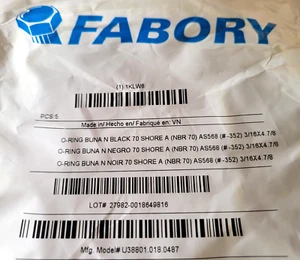 FABORY
(1) 1KLW8
PCS:5
Made in/ Hecho en/ Fabriqué en: VN
O-RING BUNA N BLACK 70 SHORE A (NBR 70) AS568 (#-352) 3/16X4.7/8
O-RING BUNA N NEGRO 70 SHORE A (NBR 70) AS568 (#-352) 3/16X4.7/8
O-RING BUNA N NOIR 70 SHORE A (NBR 70) AS568 (#-352) 3/16X4.7/8
LOT# 27982-0018649816
Mfg. Model# U38801.018.0487